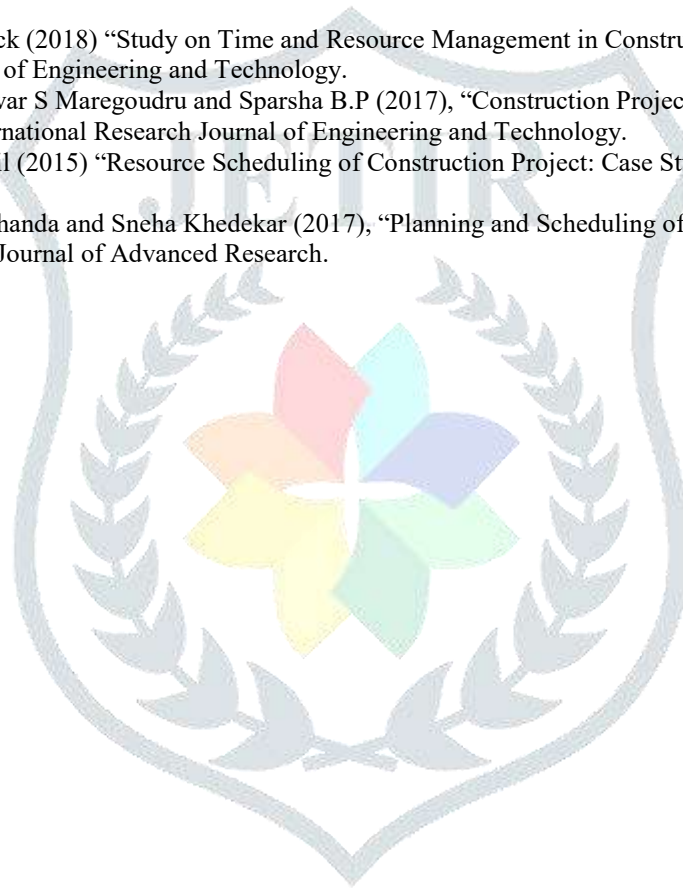 ck (2018) “Study on Time and Resource Management in Constru
of Engineering and Technology.
var S Maregoudru and Sparsha B.P (2017), “Construction Projec
rnational Research Journal of Engineering and Technology.
il (2015) “Resource Scheduling of Construction Project: Case St
JETIR
handa and Sneha Khedekar (2017), “Planning and Scheduling of
Journal of Advanced Research.